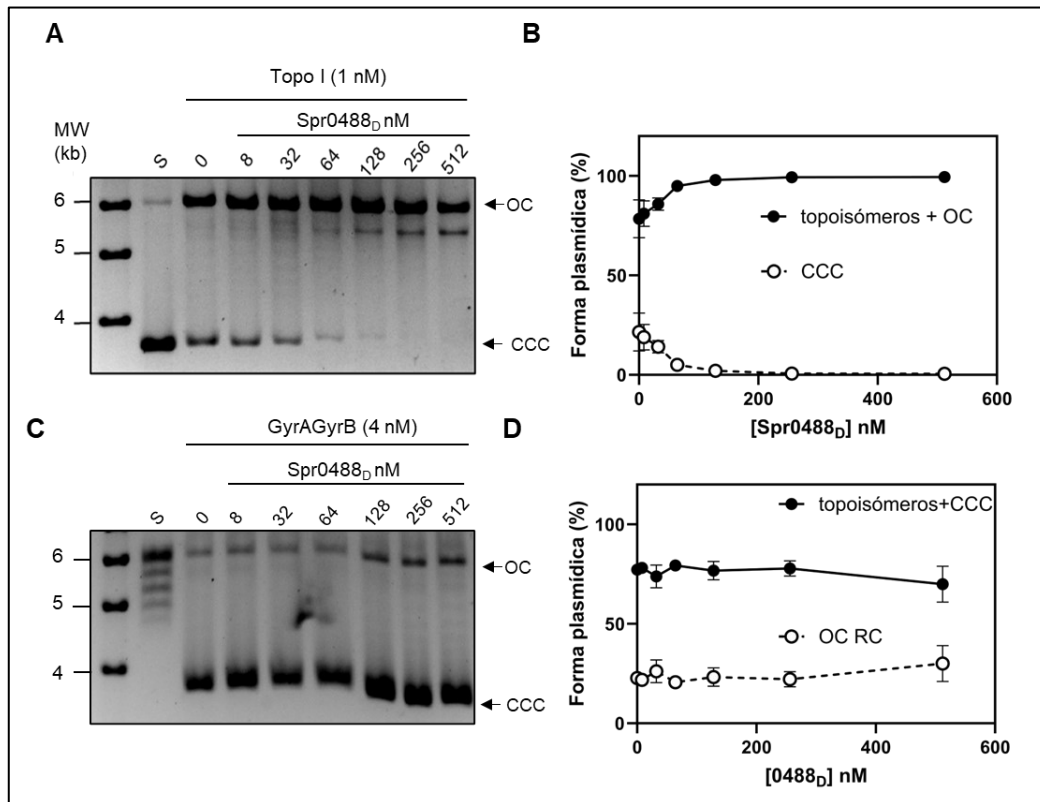 A
Topo I (1 nM)
Spr0488D nM
MW
(kb)
S 0 8 32 64 128 256 512
6
5
4
OC
CCC
B
Forma plasmídica (%)
100
50
0
0 200 400 600
[Spr0488D] nM
topoisómeros + OC
CCC
C
GyrAGyrB (4 nM)
Spr0488D nM
S 0 8 32 64 128 256 512
6
5
4
OC
CCC
D
Forma plasmídica (%)
100
50
0
0 200 400 600
[0488D] nM
topoisómeros+CCC
OC RC